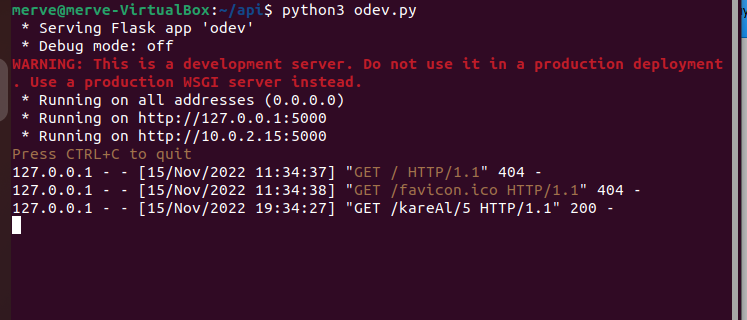 merve@merve-VirtualBox:~/api$ python3 odev.py
 * Serving Flask app 'odev'
 * Debug mode: off
WARNING: This is a development server. Do not use it in a production deployment
. Use a production WSGI server instead.
 * Running on all addresses (0.0.0.0)
 * Running on http://127.0.0.1:5000
 * Running on http://10.0.2.15:5000
Press CTRL+C to quit
127.0.0.1 - - [15/Nov/2022 11:34:37] "GET / HTTP/1.1" 404 -
127.0.0.1 - - [15/Nov/2022 11:34:38] "GET /favicon.ico HTTP/1.1" 404 -
127.0.0.1 - - [15/Nov/2022 19:34:27] "GET /kareAl/5 HTTP/1.1" 200 -